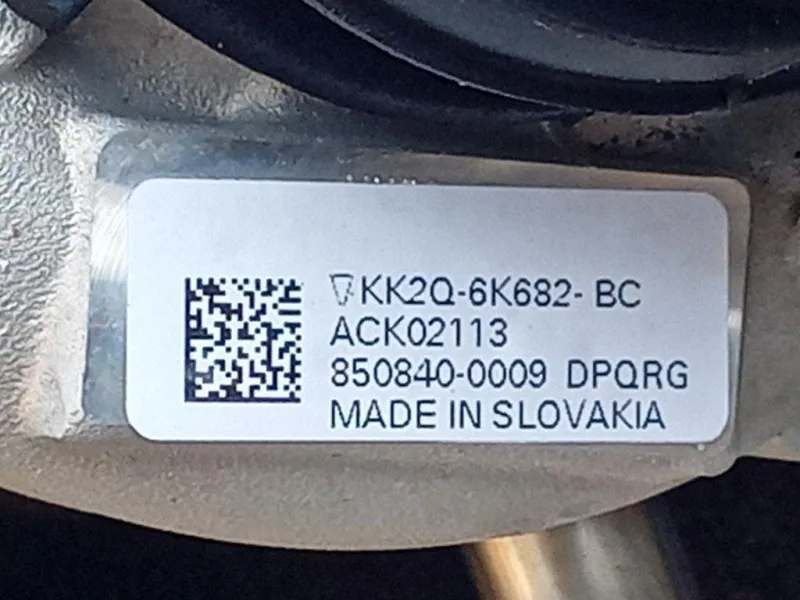 KK2Q-6K682- BC
ACK02113
850840-0009 DPQRG
MADE IN SLOVAKIA